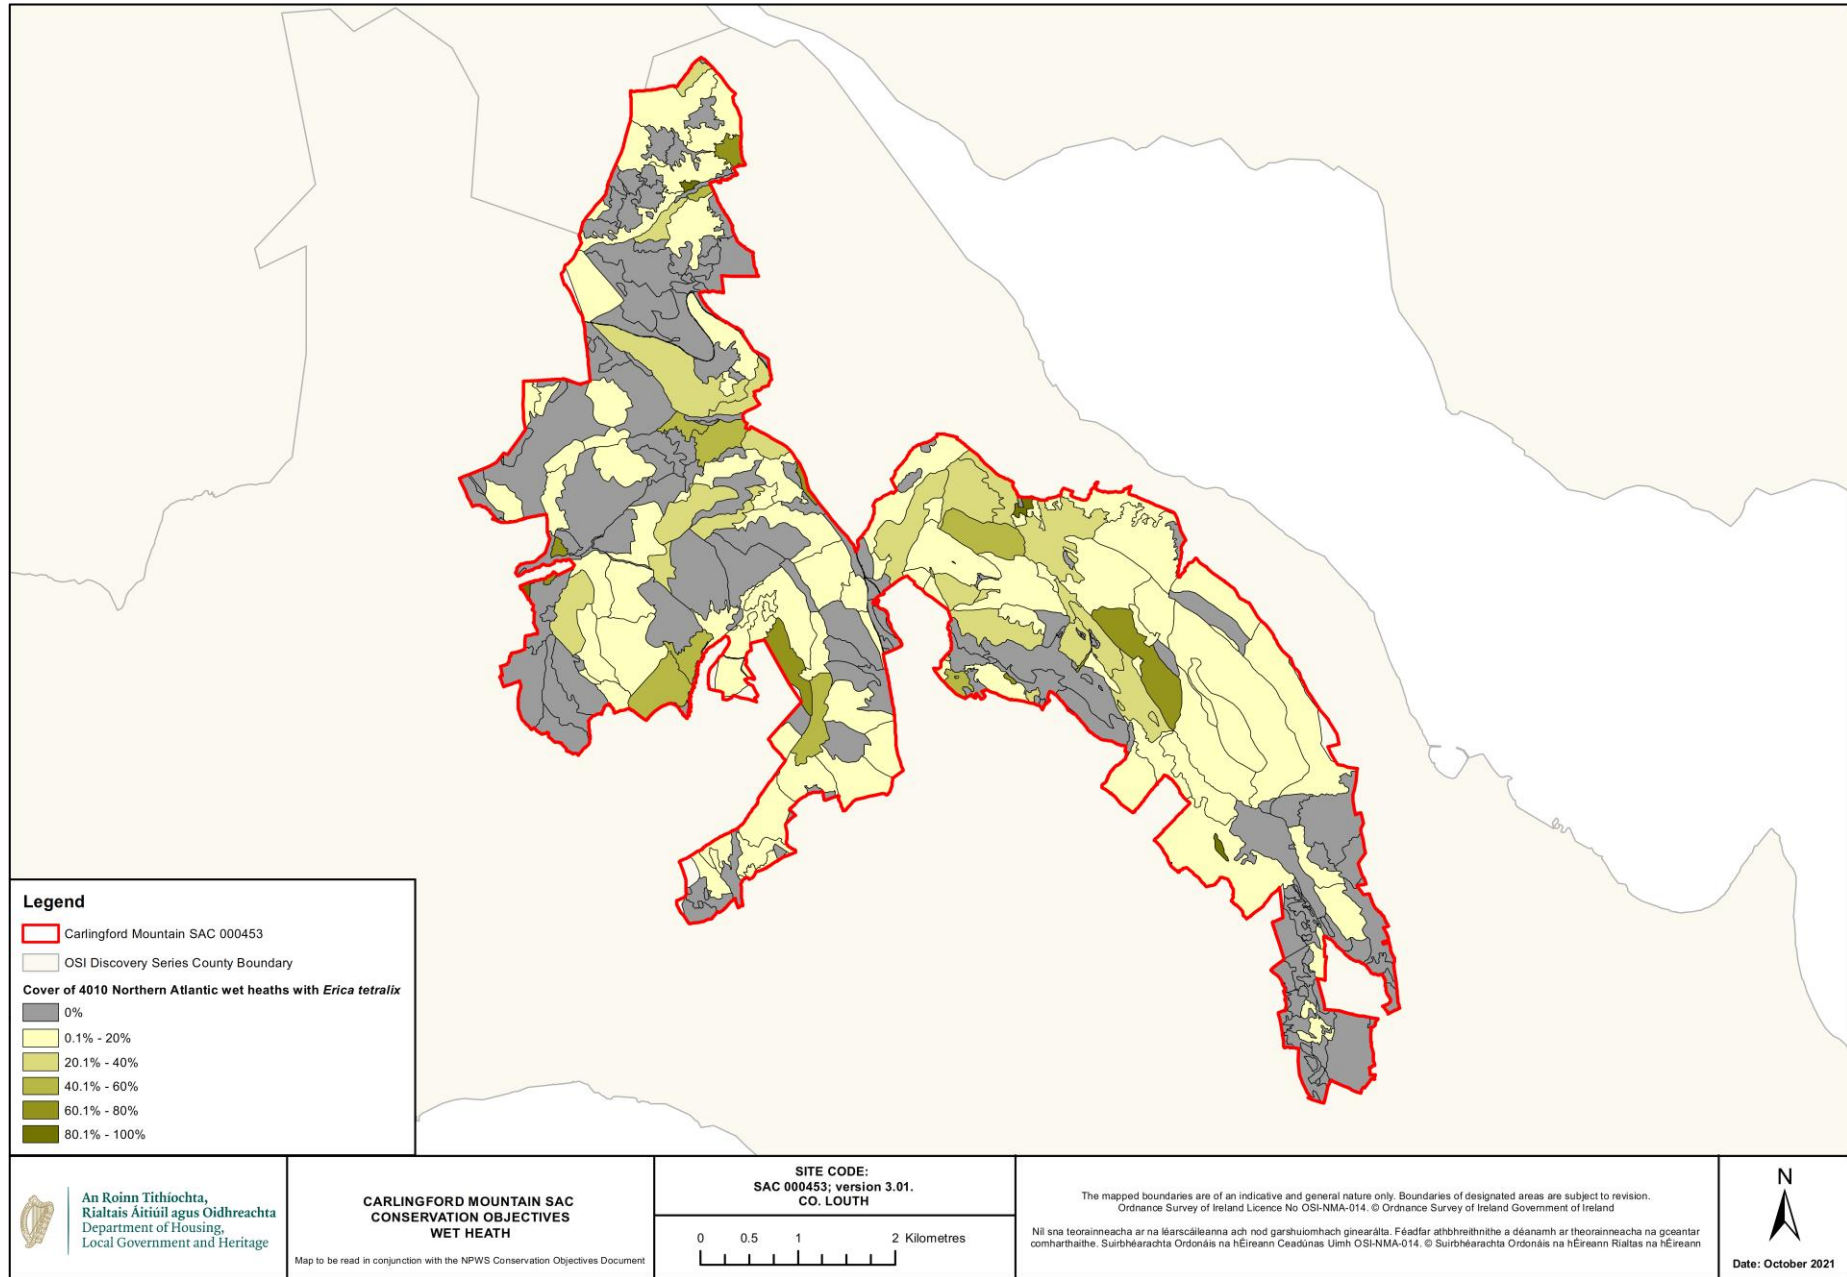 Legend
Carlingford Mountain SAC 000453
OSI Discovery Series County Boundary
Cover of 4010 Northern Atlantic wet heaths with Erica tetralix
0%
0.1% - 20%
20.1% - 40%
40.1% - 60%
60.1% - 80%
80.1% - 100%
An Roinn Tithíochta,
Rialtais Áitiúil agus Oidhreachta
Department of Housing,
Local Government and Heritage
CARLINGFORD MOUNTAIN SAC
CONSERVATION OBJECTIVES
WET HEATH
Map to be read in conjunction with the NPWS Conservation Objectives Document
SITE CODE:
SAC 000453; version 3.01.
CO. LOUTH
0 0.5 1 2 Kilometres
The mapped boundaries are of an indicative and general nature only. Boundaries of designated areas are subject to revision.
Ordnance Survey of Ireland Licence No OSI-NMA-014. © Ordnance Survey of Ireland Government of Ireland
Níl sna teorainneacha ar na léarscáileanna ach nod garshuiomhach ginearálta. Féadfar athbhreithnithe a déanamh ar theorainneacha na gceantar
comharthaithe. Suirbhéarachta Ordonáis na hÉireann Ceadúnas Uimh OSI-NMA-014. © Suirbhéarachta Ordonáis na hÉireann Rialtas na hÉireann
N
Date: October 2021